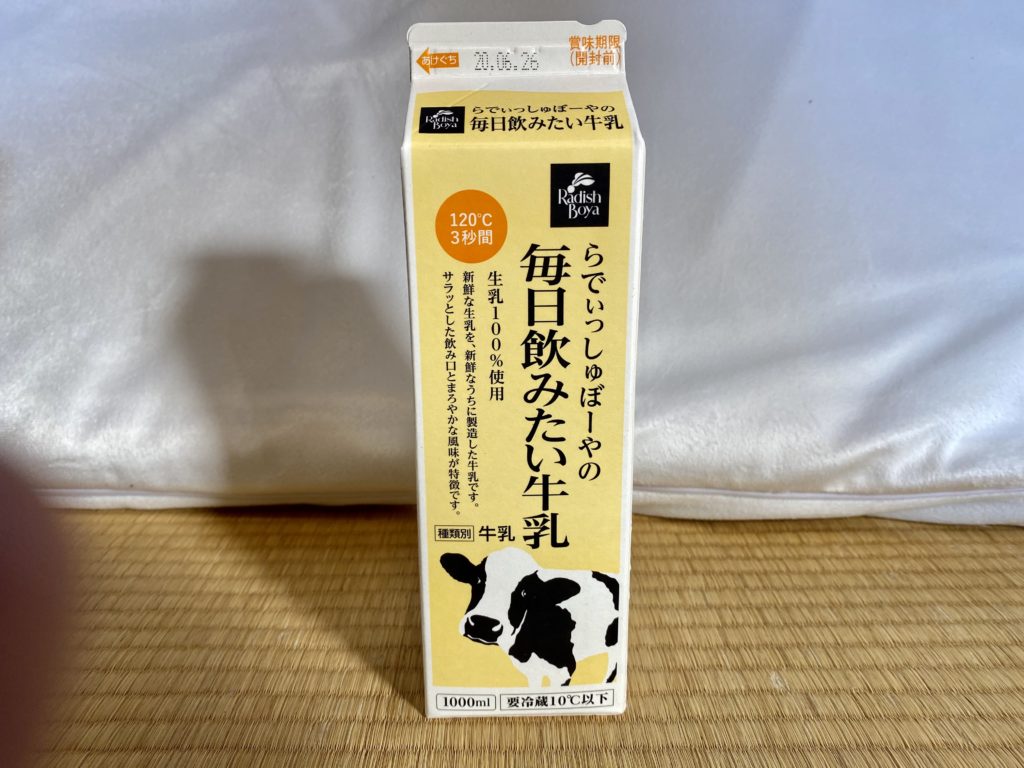 あけぐち
20.06.26
賞味期限
(開封前)
Radish
Boya
らでぃっしゅぼーやの
毎日飲みたい牛乳
Radish
Boya
120℃
3秒間
らでぃっしゅぼーやの
毎日飲みたい牛乳
生乳100%使用
新鮮な生乳を、新鮮なうちに製造した牛乳です。
サラッとした飲み口とまろやかな風味が特徴です。
種類別 牛乳
1000ml
要冷蔵10℃以下